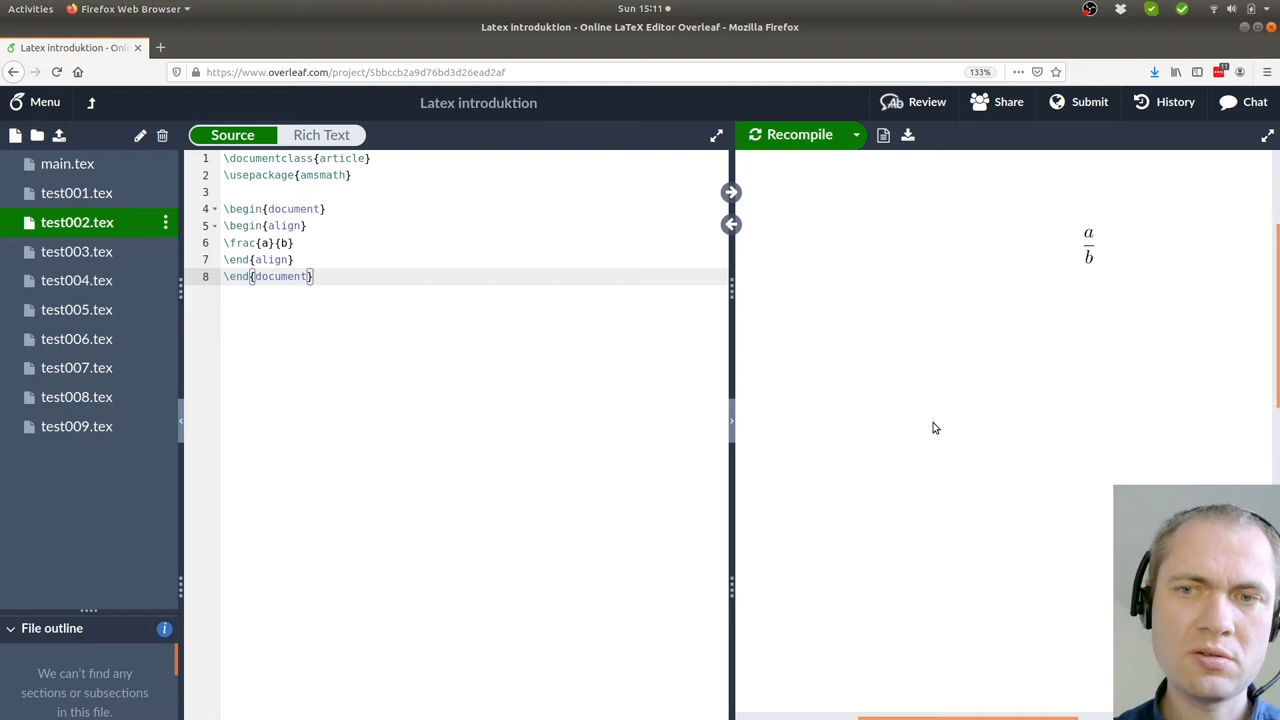 Activities
Firefox Web Browser
Sun 15:11
Latex introduktion - Online LaTeX Editor Overleaf - Mozilla Firefox
Latex introduktion - Onli
https://www.overleaf.com/project/5bbccb2a9d76bd3d26ead2af
133%
11
Menu
Latex introduktion
Review
Share
Submit
History
Chat
Source
Rich Text
Recompile
main.tex
test001.tex
test002.tex
test003.tex
test004.tex
test005.tex
test006.tex
test007.tex
test008.tex
test009.tex
1 \documentclass{article}
2 \usepackage{amsmath}
3
4 \begin{document}
5 \begin{align}
6 \frac{a}{b}
7 \end{align}
8 \end{document}
a
b
File outline
We can't find any
sections or subsections
in this file.